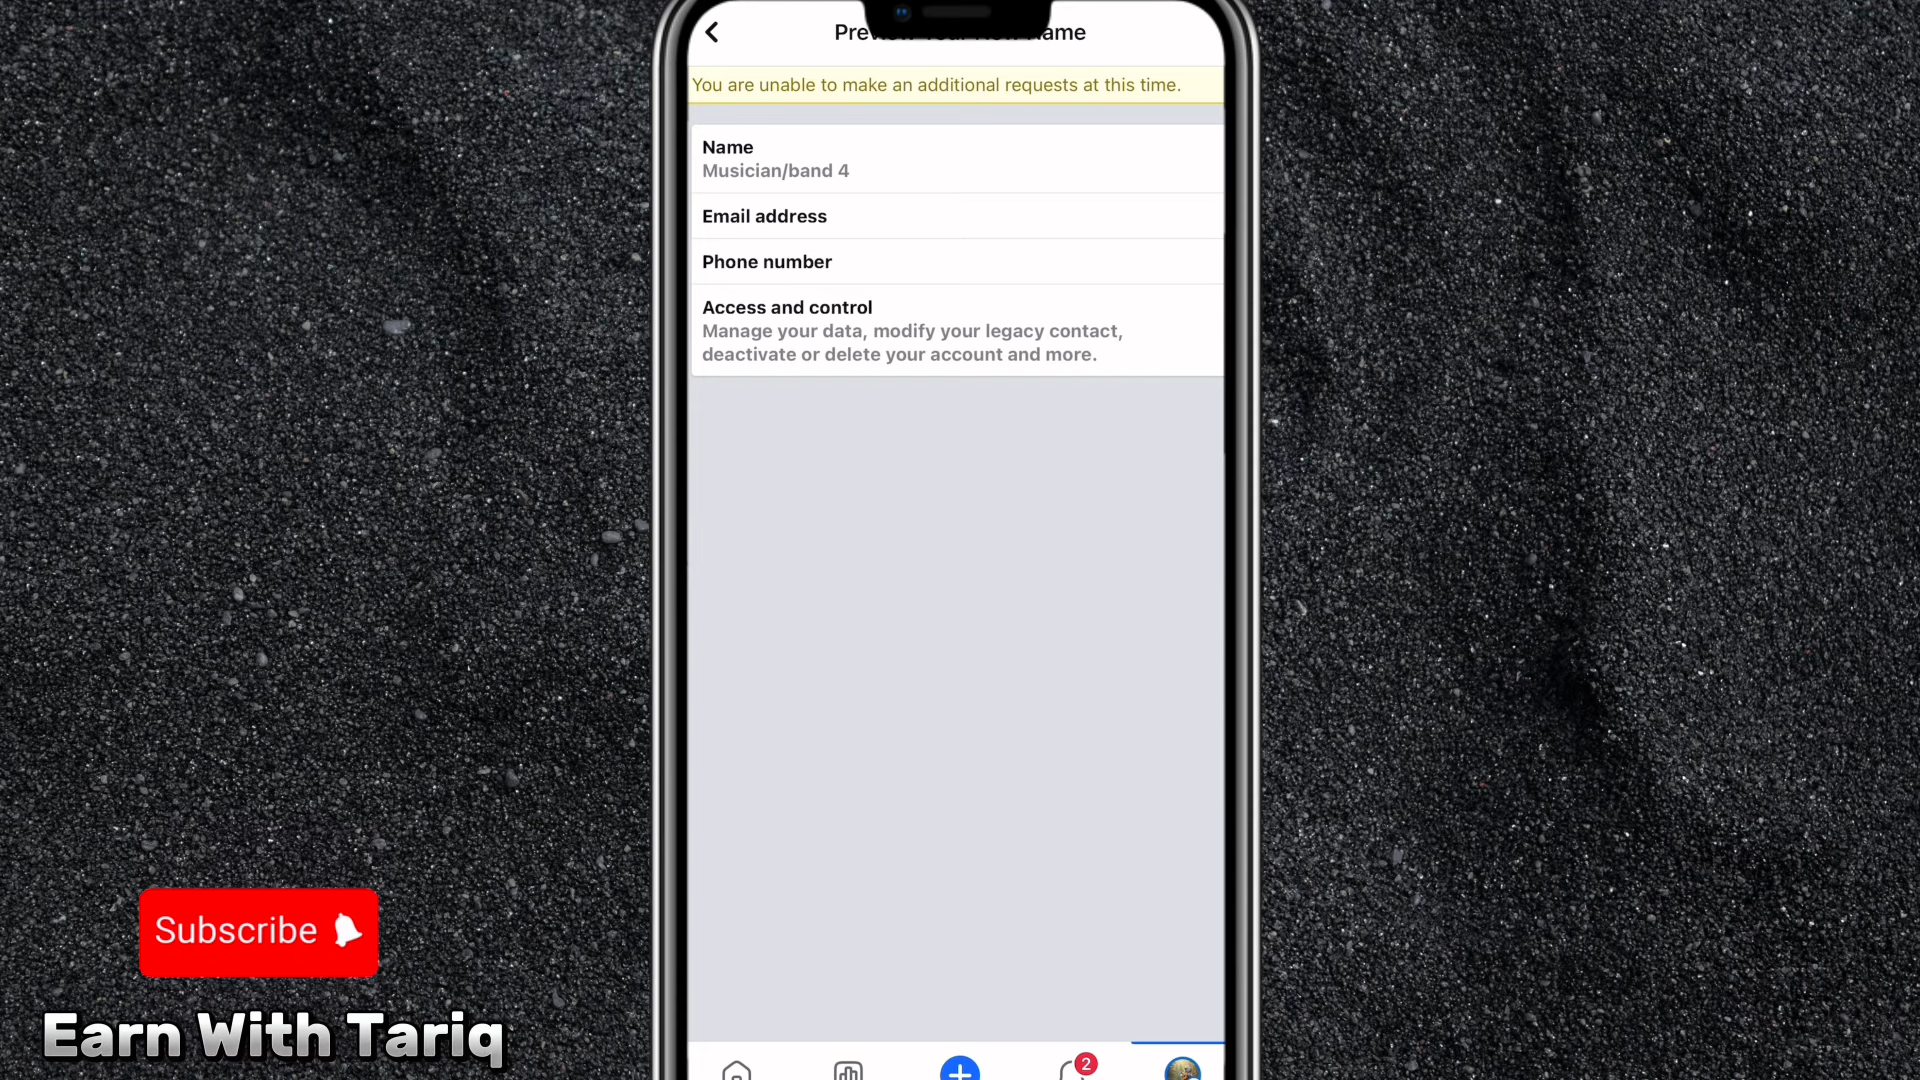 Pre ame
You are unable to make an additional requests at this time.
Name
Musician/band 4
Email address
Phone number
Access and control
Manage your data, modify your legacy contact,
deactivate or delete your account and more.
2
Subscribe
Earn With Tariq